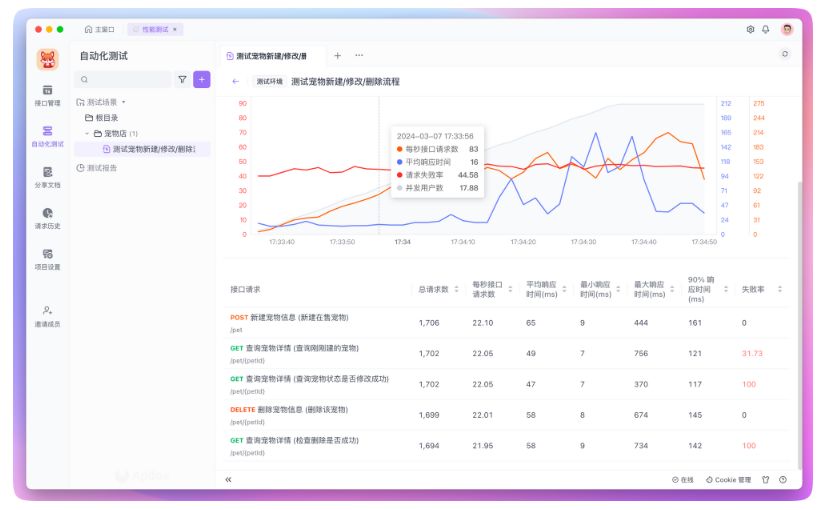 主窗口
性能测试
自动化测试
测试宠物新建/修改/删
测试环境 测试宠物新建/修改/删除流程
接口管理
自动化测试
分享文档
请求历史
项目设置
邀请成员
测试场景
根目录
宠物店 (1)
测试宠物新建/修改/删除
测试报告
90
80
70
60
50
40
30
20
10
0
212
189
165
142
118
94
71
47
24
0
275
244
214
183
153
122
92
61
31
0
2024-03-07 17:33:56
每秒接口请求数 83
平均响应时间 16
请求失败率 44.58
并发用户数 17.88
17:33:40 17:33:50 17:34 17:34:10 17:34:20 17:34:30 17:34:40 17:34:50
接口请求 总请求数 每秒接口请求数 平均响应时间(ms) 最小响应时间(ms) 最大响应时间(ms) 90% 响应时间(ms) 失败率
POST 新建宠物信息 (新建在售宠物) 1,706 22.10 65 9 444 161 0
/pet
GET 查询宠物详情 (查询刚刚建的宠物) 1,702 22.05 49 7 756 121 31.73
/pet/{petId}
GET 查询宠物详情 (查询宠物状态是否修改成功) 1,702 22.05 47 7 370 117 100
/pet/{petId}
DELETE 删除宠物信息 (删除该宠物) 1,699 22.01 58 8 674 145 0
/pet/{petId}
GET 查询宠物详情 (检查删除是否成功) 1,694 21.95 58 9 734 142 100
/pet/{petId}
Apifox
在线 Cookie 管理